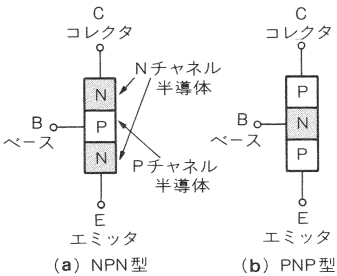 C
コレクタ
N
P
N
B
ベース
Nチャネル
半導体
Pチャネル
半導体
E
エミッタ
(a) NPN型
C
コレクタ
P
N
P
B
ベース
E
エミッタ
(b) PNP型